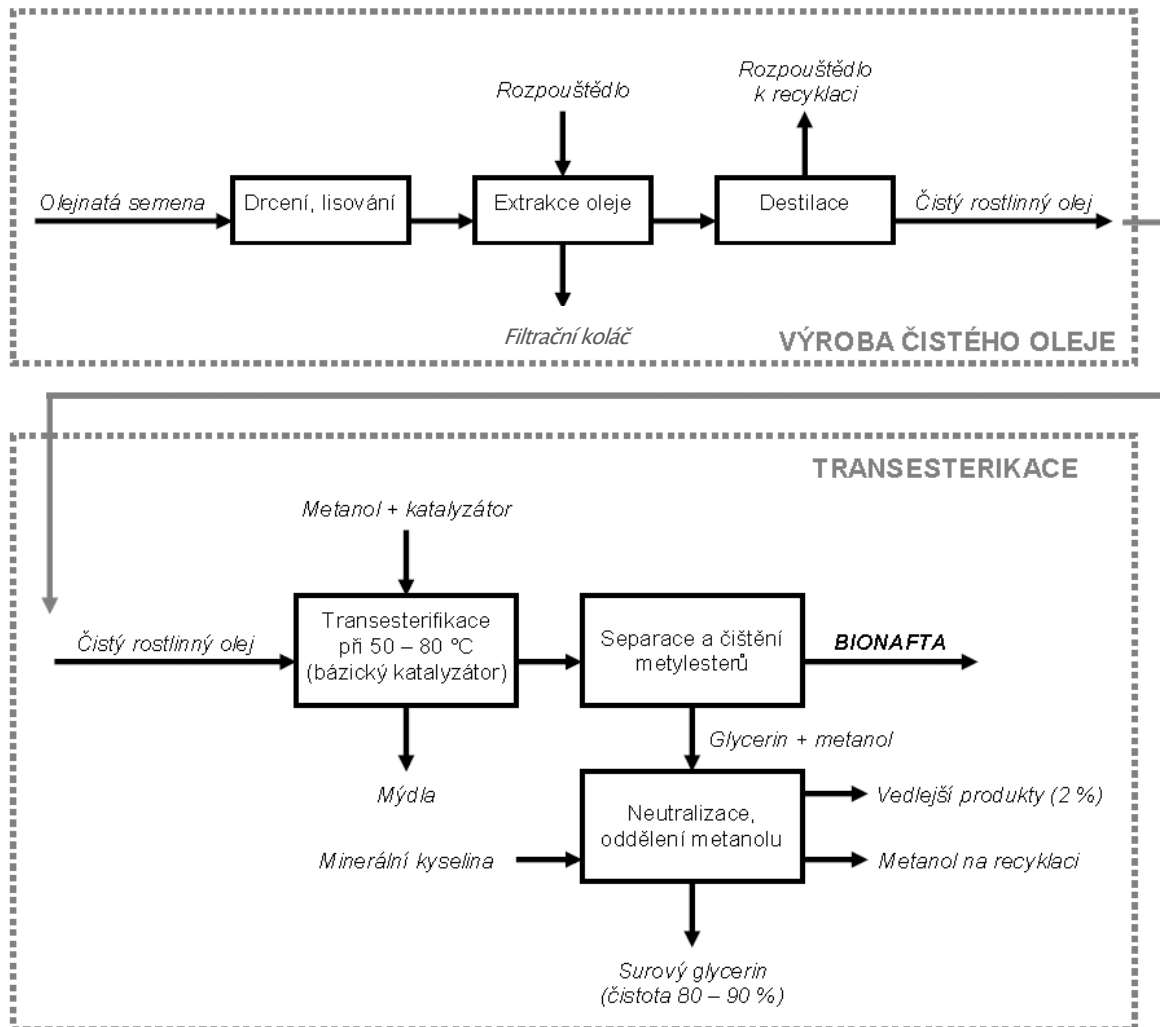 Rozpouštědlo
Rozpouštědlo
k recyklaci
Olejnatá semena
Drcení, lisování
Extrakce oleje
Destilace
Čistý rostlinný olej
Filtrační koláč
VÝROBA ČISTÉHO OLEJE
TRANSESTERIKACE
Metanol + katalyzátor
Čistý rostlinný olej
Transesterifikace
při 50 – 80 ºC
(bázický katalyzátor)
Separace a čištění
metylesterů
BIONAFTA
Glycerin + metanol
Mýdla
Minerální kyselina
Neutralizace,
oddělení metanolu
Vedlejší produkty (2 %)
Metanol na recyklaci
Surový glycerin
(čistota 80 – 90 %)